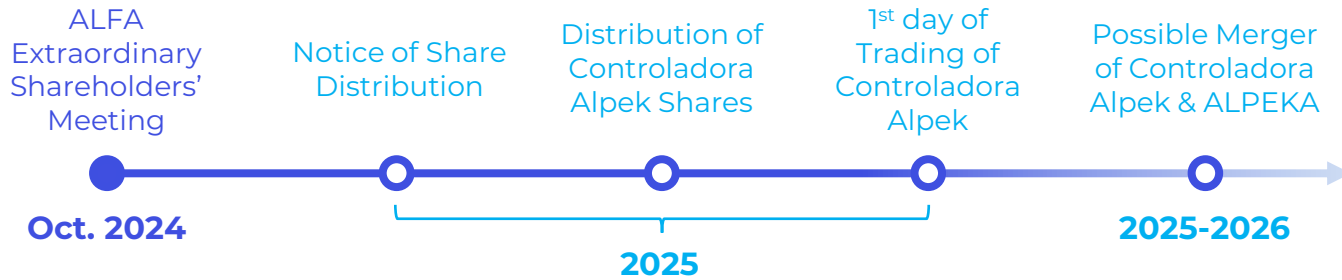 ALFA
Extraordinary
Shareholders’
Meeting
Notice of Share
Distribution
Distribution of
Controladora
Alpek Shares
1st day of
Trading of
Controladora
Alpek
Possible Merger
of Controladora
Alpek & ALPEKA
Oct. 2024
2025
2025-2026